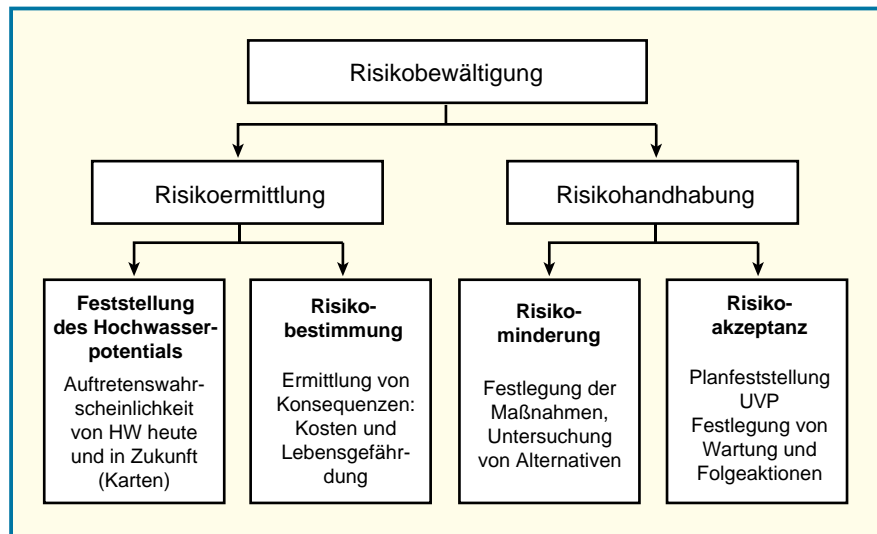 Risikobewältigung
Risikoermittlung
Risikohandhabung
Feststellung
des Hochwasser-
potentials
Auftretenswahr-
scheinlichkeit
von HW heute
und in Zukunft
(Karten)
Risiko-
bestimmung
Ermittlung von
Konsequenzen:
Kosten und
Lebensgefähr-
dung
Risiko-
minderung
Festlegung der
Maßnahmen,
Untersuchung
von Alternativen
Risiko-
akzeptanz
Planfeststellung
UVP
Festlegung von
Wartung und
Folgeaktionen